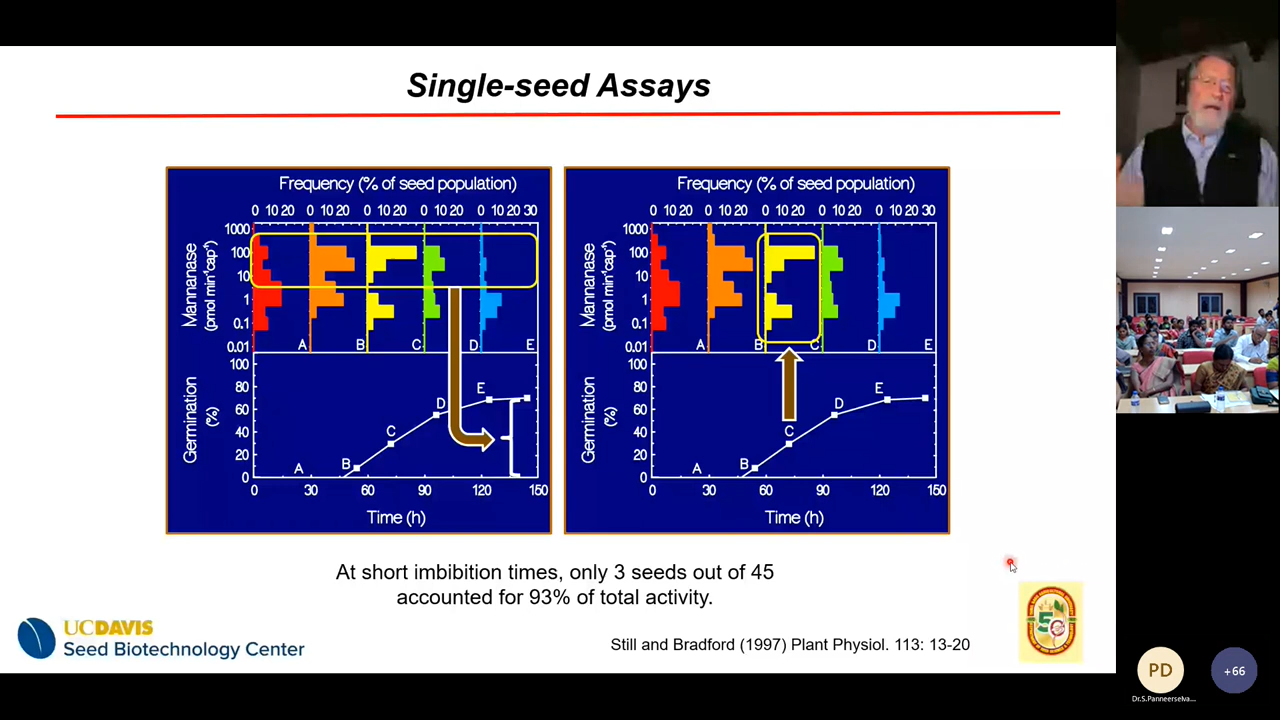 Single-seed Assays
Frequency (% of seed population)
0 10 20 0 10 20 0 10 20 0 10 20 0 10 20 30
1000
100
10
1
0.1
0.01
Mannanase
(pmol min⁻¹cap⁻¹)
A B C D E
100
80
60
40
20
0
Germination
(%)
A B C D E
0 30 60 90 120 150
Time (h)
Frequency (% of seed population)
0 10 20 0 10 20 0 10 20 0 10 20 0 10 20 30
1000
100
10
1
0.1
0.01
Mannanase
(pmol min⁻¹cap⁻¹)
A B C D E
100
80
60
40
20
0
Germination
(%)
A B C D E
0 30 60 90 120 150
Time (h)
At short imbibition times, only 3 seeds out of 45
accounted for 93% of total activity.
UCDAVIS
Seed Biotechnology Center
Still and Bradford (1997) Plant Physiol. 113: 13-20
PD
Dr.S.Panneerselva...
+66